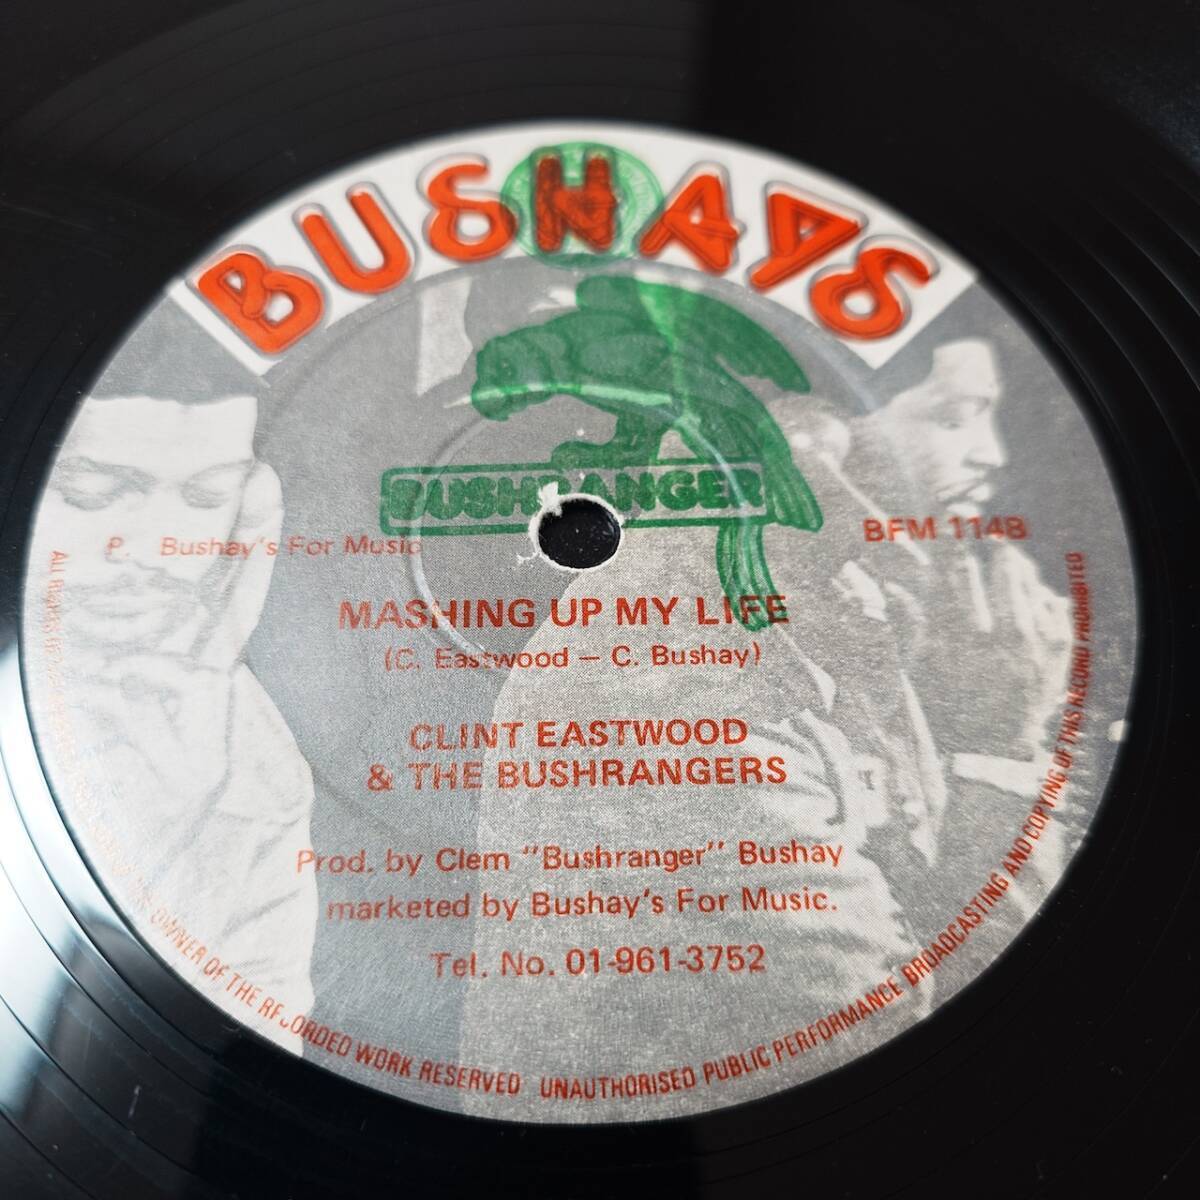 BUSHAYS
BUSHRANGER
BFM 114B
P. Bushay's For Music
MASHING UP MY LIFE
(C. Eastwood – C. Bushay)
CLINT EASTWOOD
& THE BUSHRANGERS
Prod. by Clem "Bushranger" Bushay
marketed by Bushay's For Music.
Tel. No. 01-961-3752
ALL OWNER OF THE RECORDED WORK RESERVED UNAUTHORISED PUBLIC PERFORMANCE BROADCASTING AND COPYING OF THIS RECORD PROHIBITED